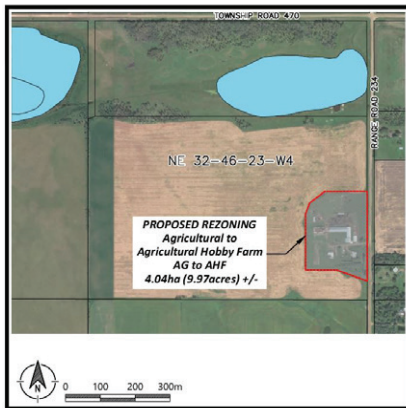 TOWNSHIP ROAD 470
RANGE ROAD 234
NE 32-46-23-W4
PROPOSED REZONING
Agricultural to
Agricultural Hobby Farm
AG to AHF
4.04ha (9.97acres) +/-
N
0 100 200 300m